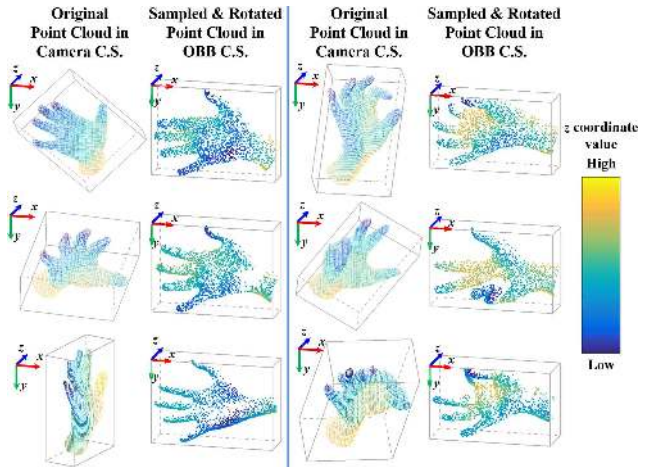 Original
Point Cloud in
Camera C.S.
Sampled & Rotated
Point Cloud in
OBB C.S.
Original
Point Cloud in
Camera C.S.
Sampled & Rotated
Point Cloud in
OBB C.S.
z x y
z x y
z x y
z x y
z coordinate
value
High
Low
z x y
z x y
z x y
z x y
z x y
z x y
z x y
z x y